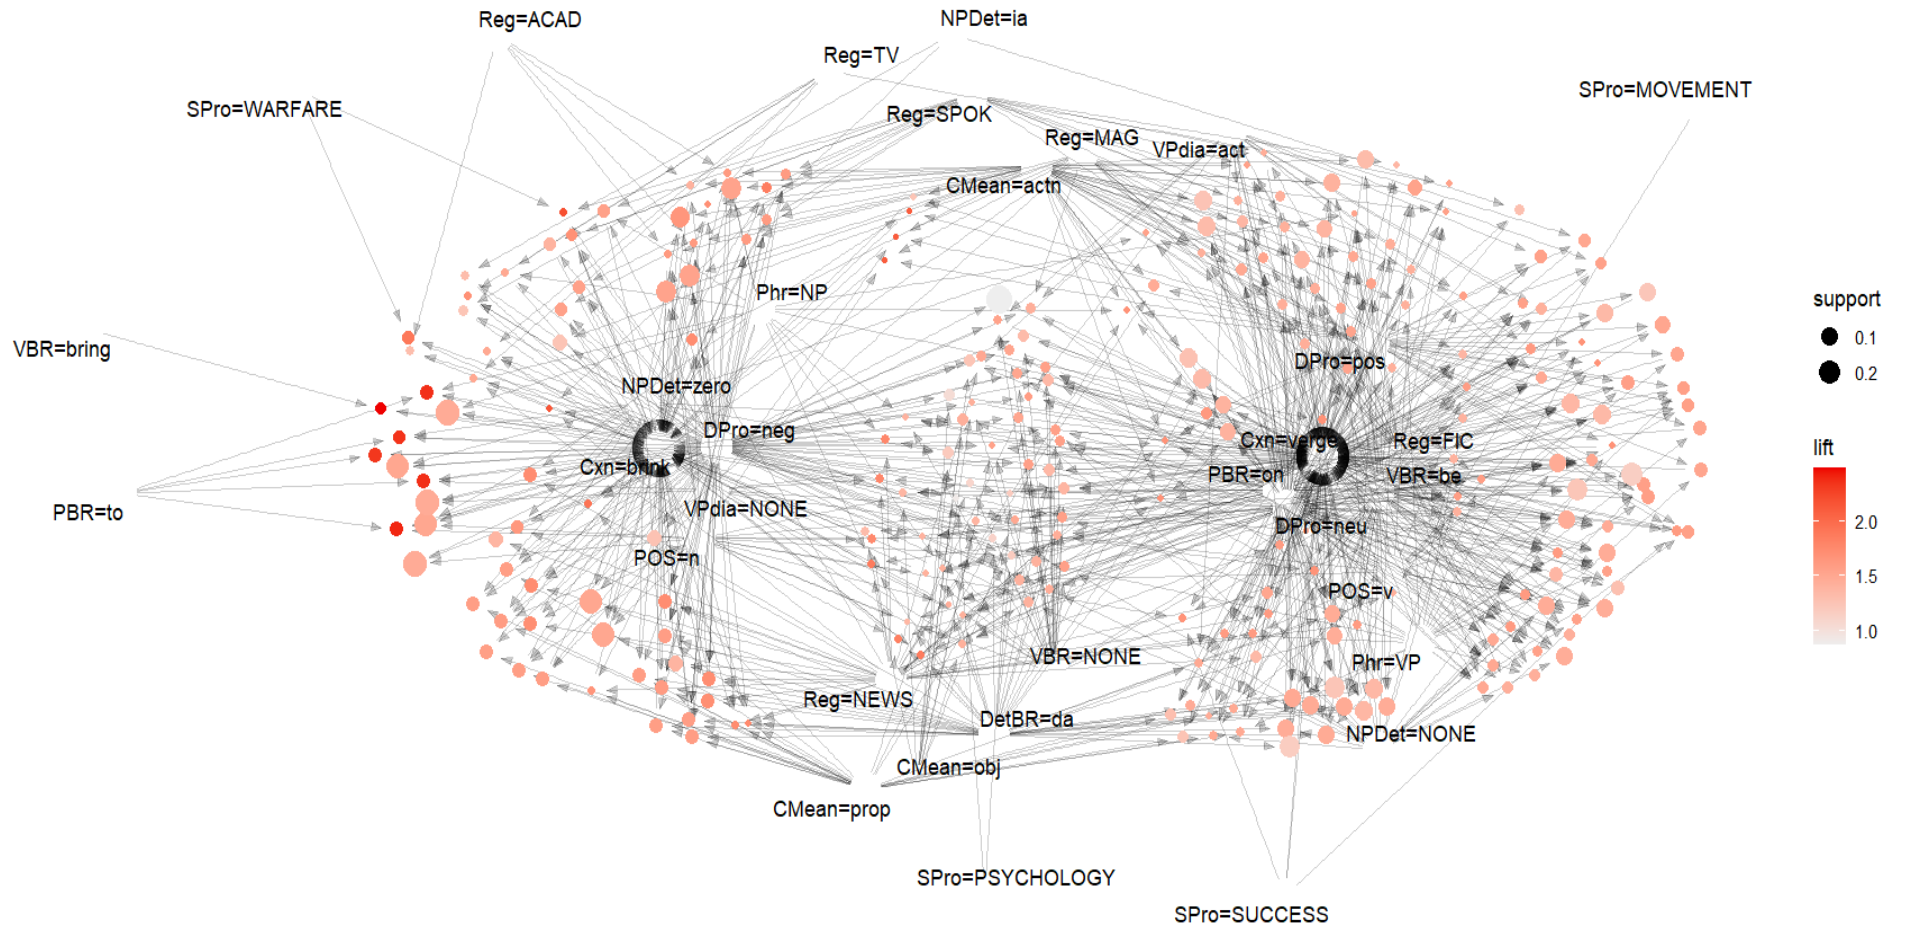 Reg=ACAD
NPDet=ia
Reg=TV
SPro=MOVEMENT
SPro=WARFARE
Reg=SPOK
Reg=MAG
VPdia=act
CMean=actn
Phr=NP
support
0.1
0.2
VBR=bring
DPro=pos
NPDet=zero
DPro=neg
Cxn=verge
Reg=FIC
lift
Cxn=brink
PBR=on
VBR=be
PBR=to
VPdia=NONE
DPro=neu
2.0
POS=n
1.5
POS=v
1.0
VBR=NONE
Phr=VP
Reg=NEWS
DetBR=da
NPDet=NONE
CMean=obj
CMean=prop
SPro=PSYCHOLOGY
SPro=SUCCESS